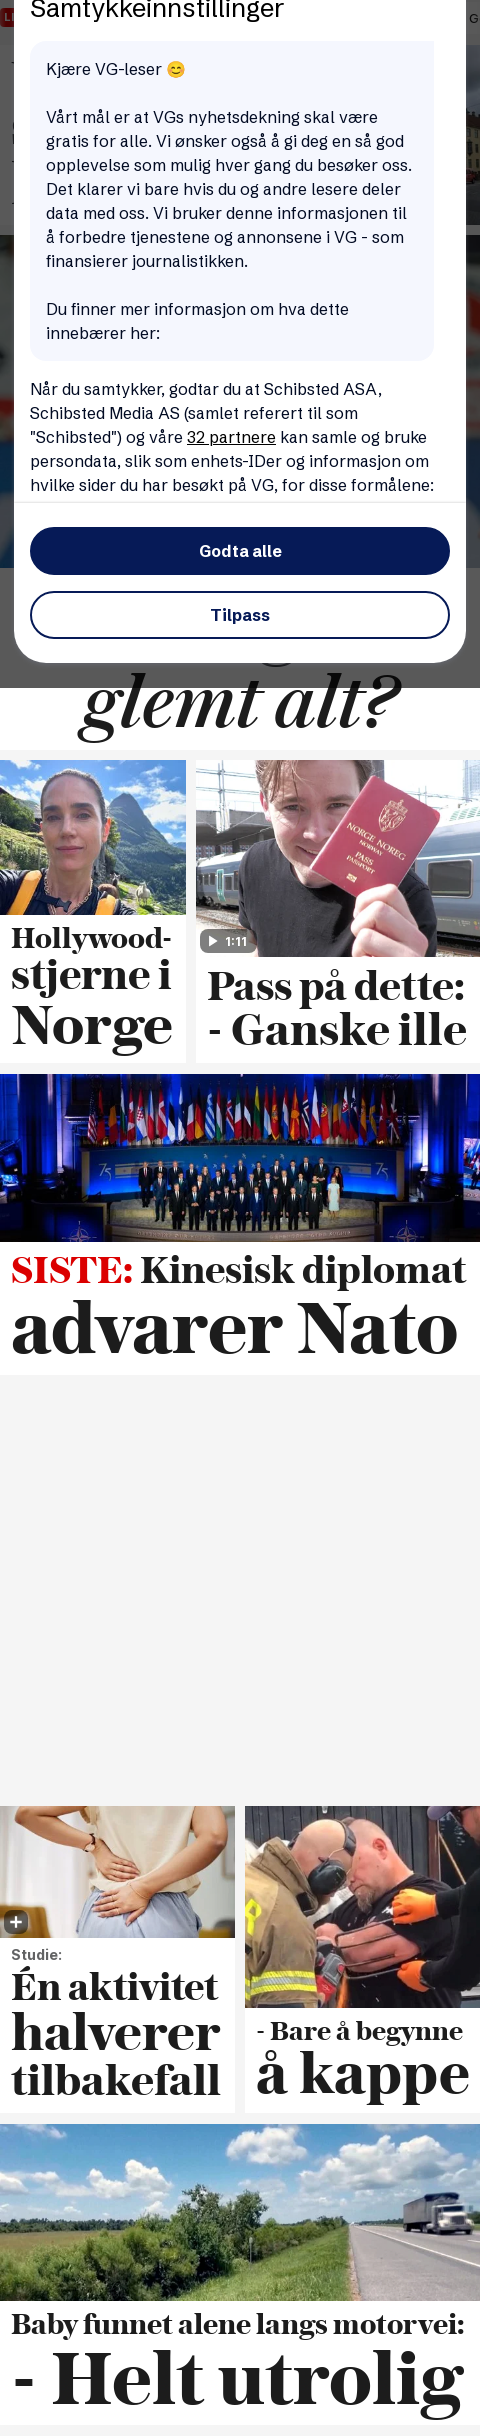 Samtykkeinnstillinger
Kjære VG-leser 😊
Vårt mål er at VGs nyhetsdekning skal være
gratis for alle. Vi ønsker også å gi deg en så god
opplevelse som mulig hver gang du besøker oss.
Det klarer vi bare hvis du og andre lesere deler
data med oss. Vi bruker denne informasjonen til
å forbedre tjenestene og annonsene i VG - som
finansierer journalistikken.
Du finner mer informasjon om hva dette
innebærer her:
Når du samtykker, godtar du at Schibsted ASA,
Schibsted Media AS (samlet referert til som
"Schibsted") og våre 32 partnere kan samle og bruke
persondata, slik som enhets-IDer og informasjon om
hvilke sider du har besøkt på VG, for disse formålene:
Godta alle
Tilpass
glemt alt?
NORGE NOREG
NORWAY
PASS
PASSPORT
1:11
Hollywood-
stjerne i
Norge
Pass på dette:
- Ganske ille
75
75
SISTE: Kinesisk diplomat
advarer Nato
Studie:
Én aktivitet
halverer
tilbakefall
- Bare å begynne
å kappe
Baby funnet alene langs motorvei:
- Helt utrolig